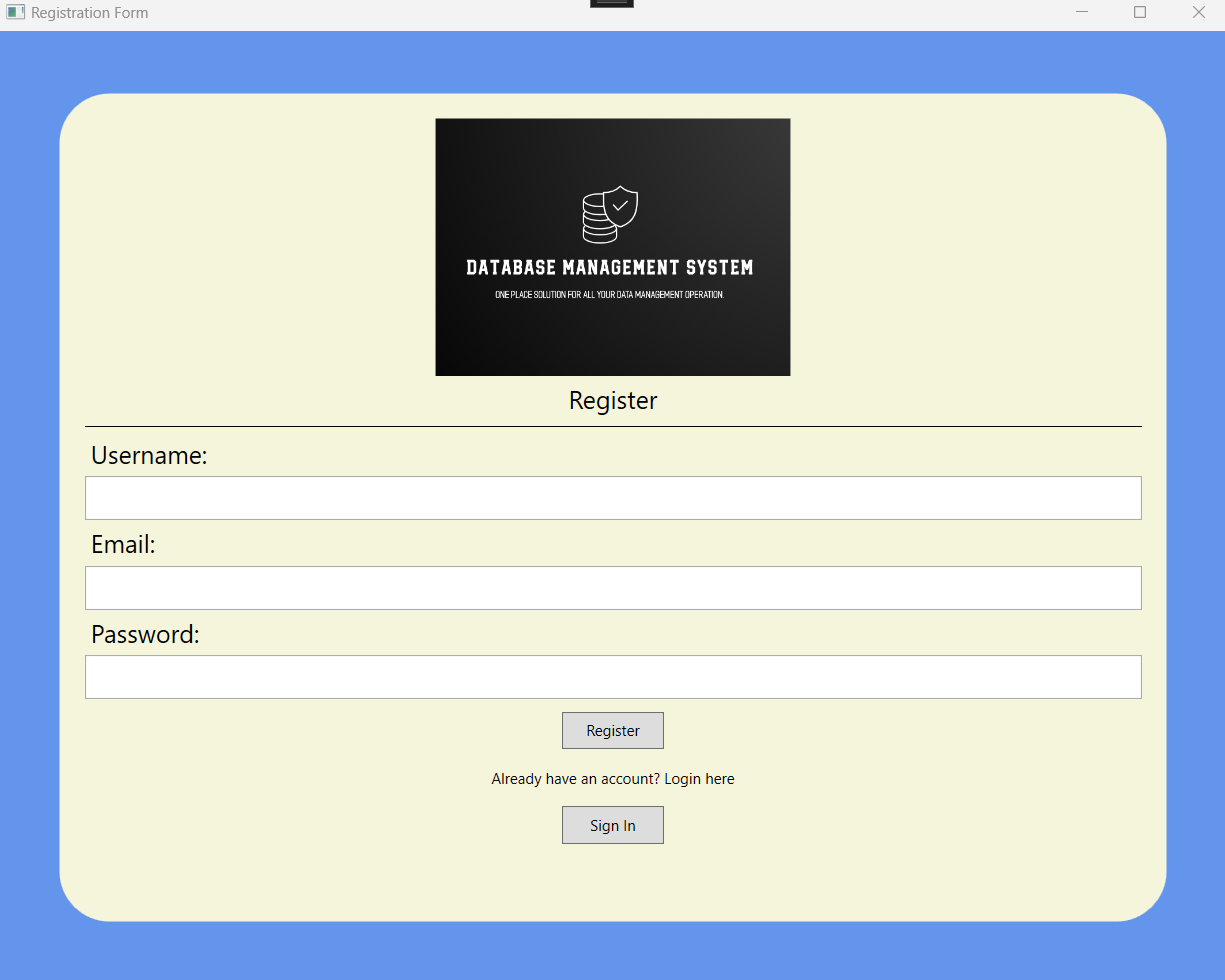 Registration Form
DATABASE MANAGEMENT SYSTEM
ONE PLACE SOLUTION FOR ALL YOUR DATA MANAGEMENT OPERATION.
Register
Username:
Email:
Password:
Register
Already have an account? Login here
Sign In